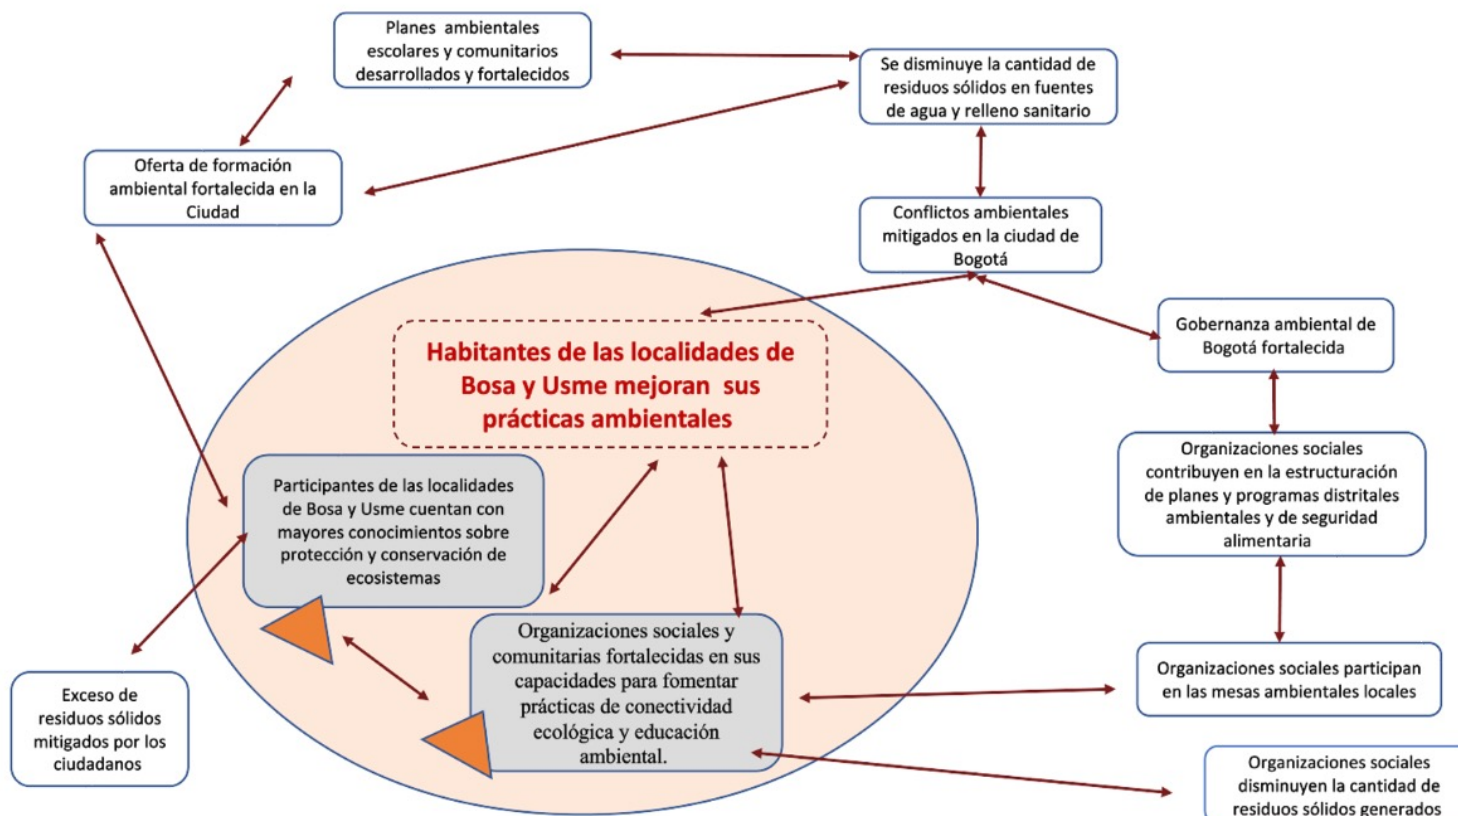 Planes ambientales
escolares y comunitarios
desarrollados y fortalecidos
Se disminuye la cantidad de
residuos sólidos en fuentes
de agua y relleno sanitario
Oferta de formación
ambiental fortalecida en la
Ciudad
Conflictos ambientales
mitigados en la ciudad de
Bogotá
Gobernanza ambiental de
Bogotá fortalecida
Habitantes de las localidades de
Bosa y Usme mejoran sus
prácticas ambientales
Organizaciones sociales
contribuyen en la estructuración
de planes y programas distritales
ambientales y de seguridad
alimentaria
Participantes de las localidades
de Bosa y Usme cuentan con
mayores conocimientos sobre
protección y conservación de
ecosistemas
Organizaciones sociales y
comunitarias fortalecidas en sus
capacidades para fomentar
prácticas de conectividad
ecológica y educación
ambiental.
Organizaciones sociales participan
en las mesas ambientales locales
Exceso de
residuos sólidos
mitigados por los
ciudadanos
Organizaciones sociales
disminuyen la cantidad de
residuos sólidos generados